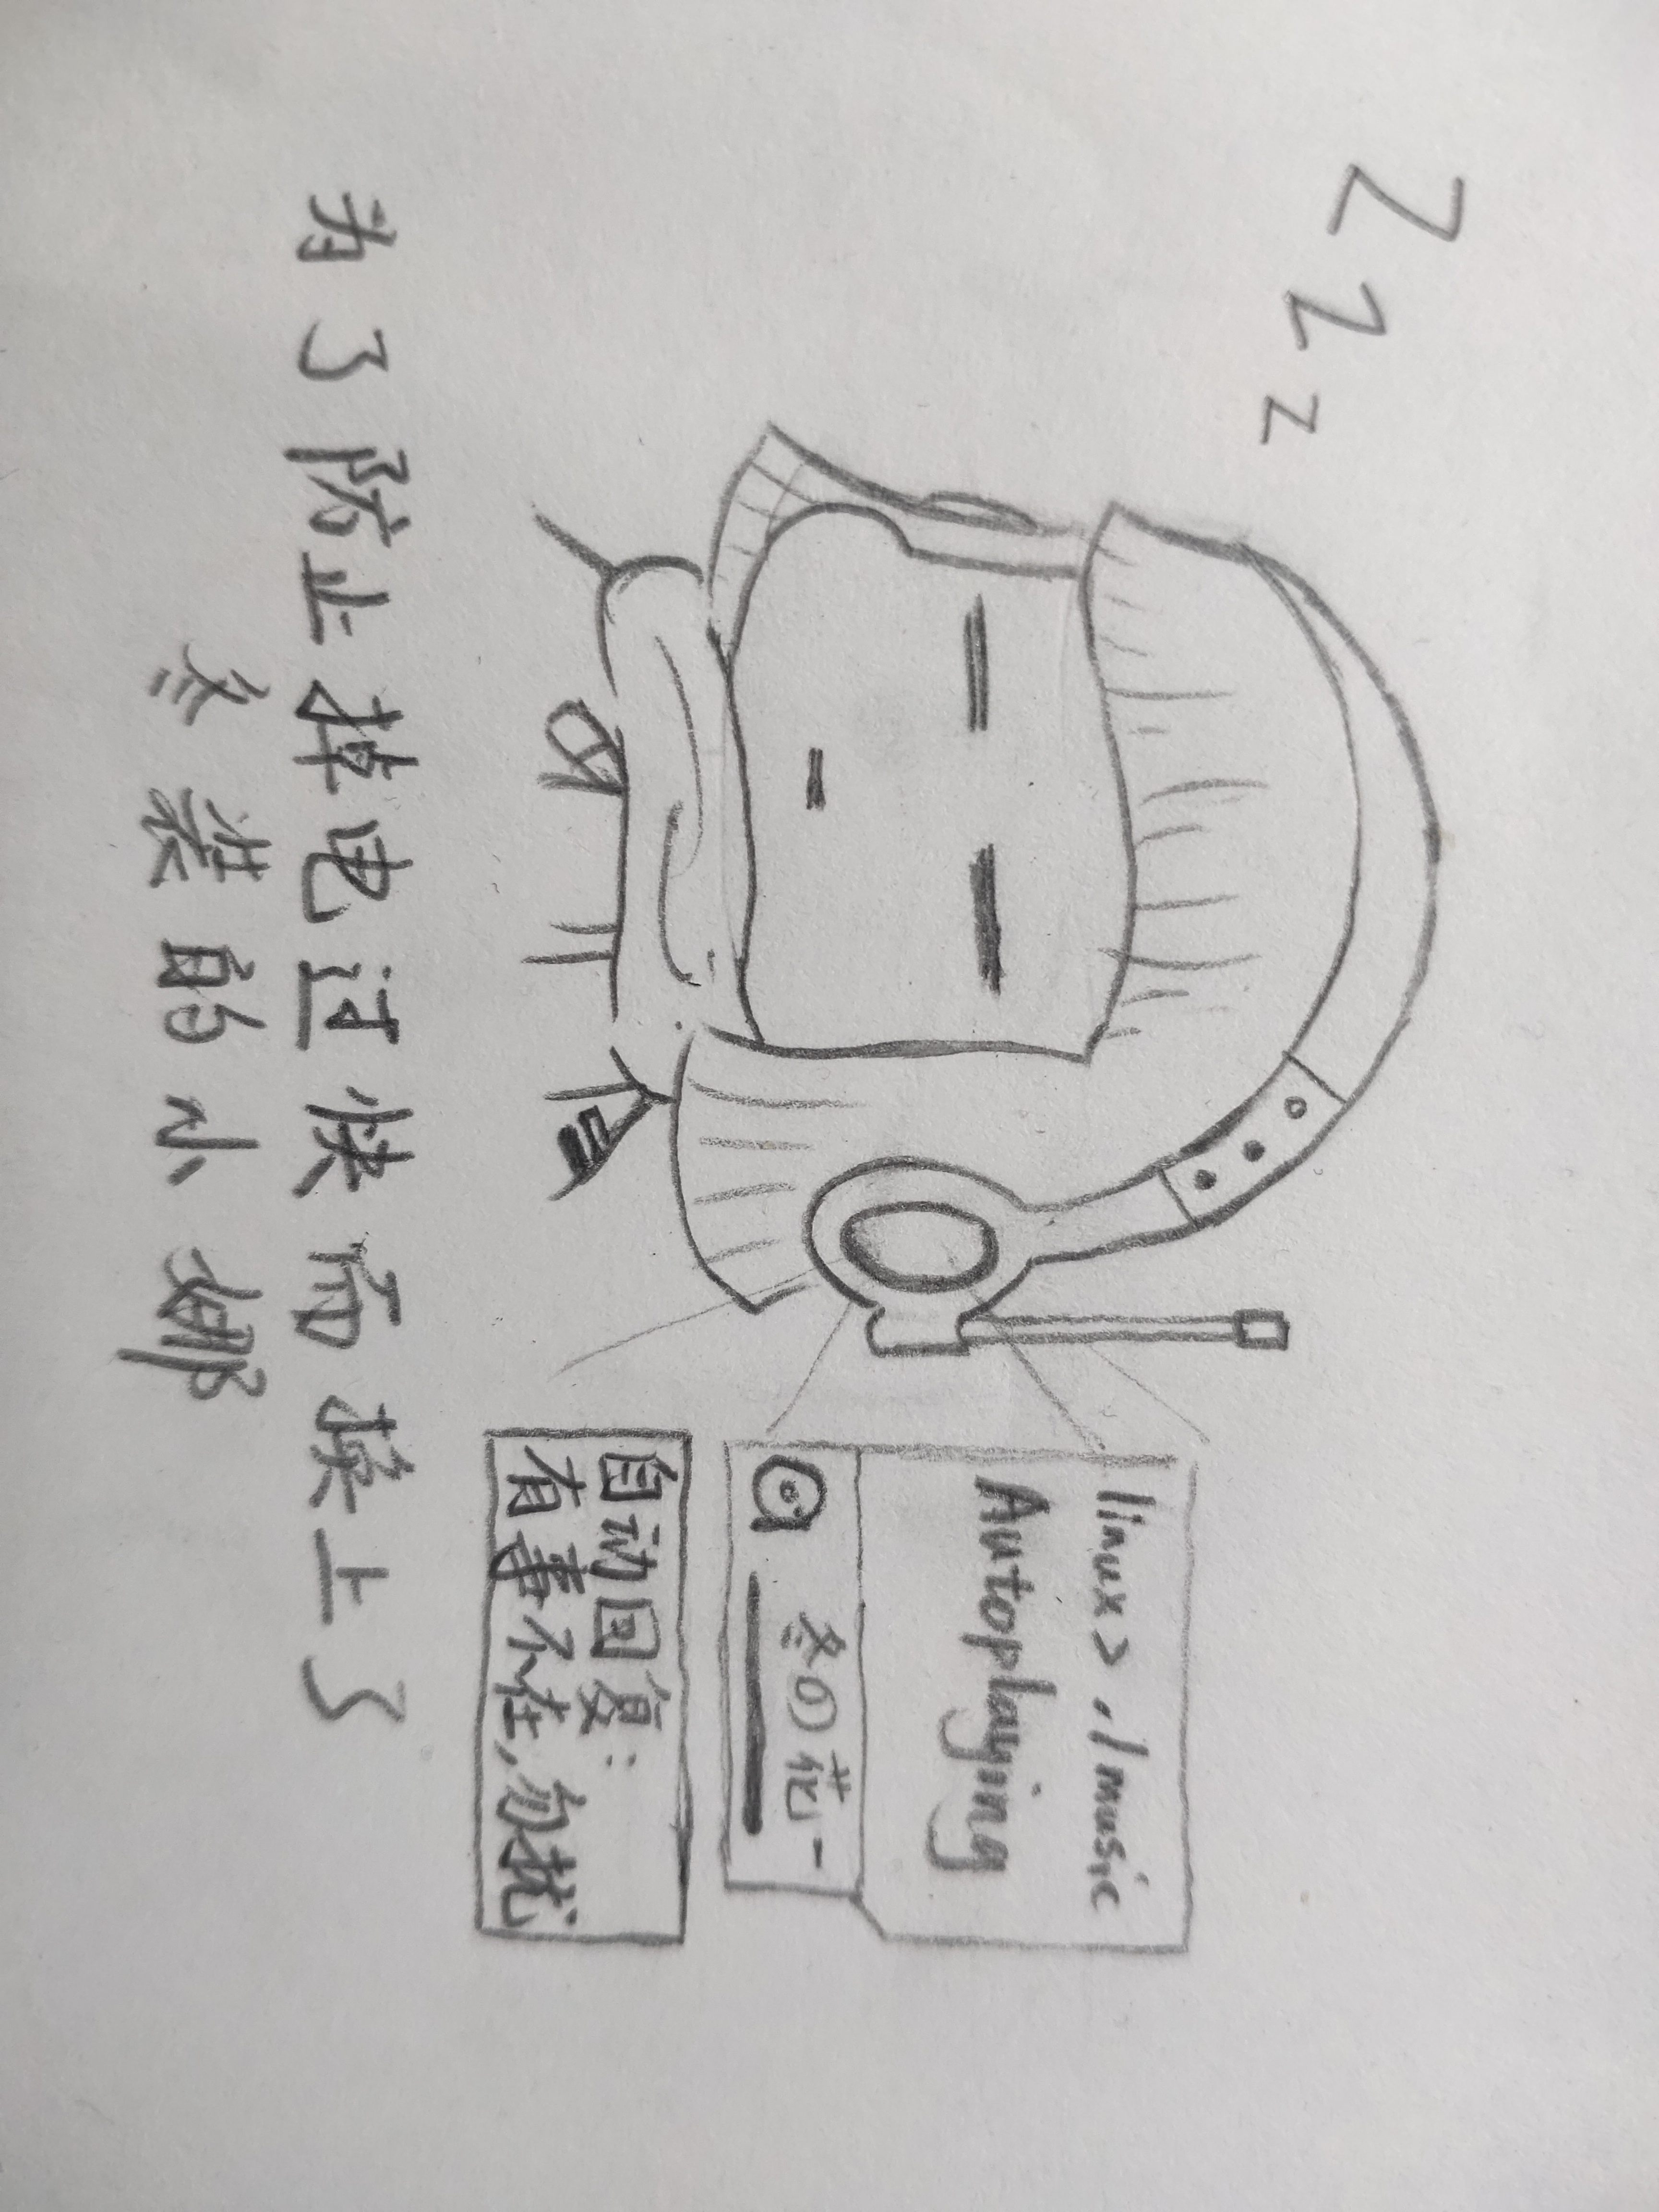 Z z z
linux> ./music
Autoplaying
冬の花-
自动回复:
有事不在,勿扰
为了防止掉电过快而换上了
冬装的小娜